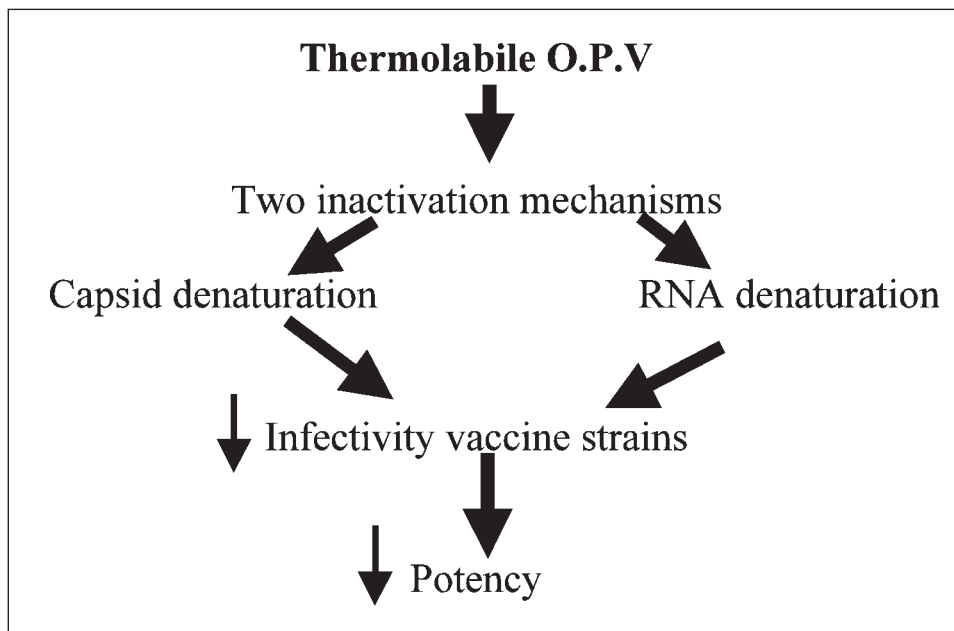 Thermolabile O.P.V
Two inactivation mechanisms
Capsid denaturation
RNA denaturation
Infectivity vaccine strains
Potency